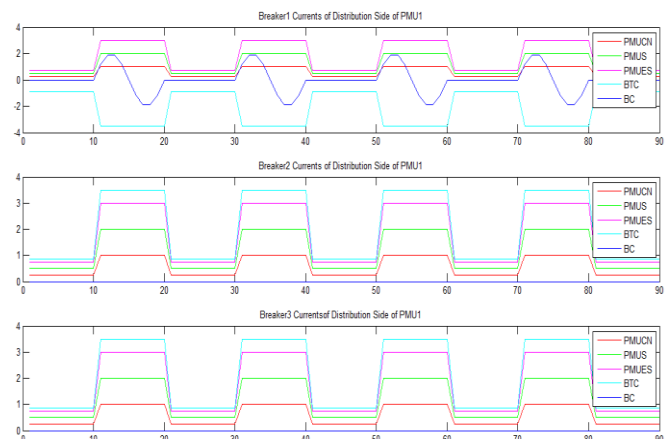 Breaker1 Currents of Distribution Side of PMU1
4
2
0
-2
-4
0 10 20 30 40 50 60 70 80 90
PMUCN
PMUS
PMUES
BTC
BC
Breaker2 Currents of Distribution Side of PMU1
4
3
2
1
0
0 10 20 30 40 50 60 70 80 90
PMUCN
PMUS
PMUES
BTC
BC
Breaker3 Currentsof Distribution Side of PMU1
4
3
2
1
0
0 10 20 30 40 50 60 70 80 90
PMUCN
PMUS
PMUES
BTC
BC